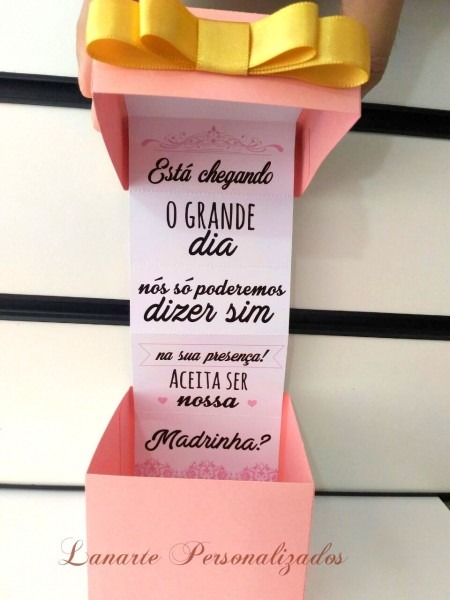 Está chegando
O GRANDE
dia
nós só poderemos
dizer sim
na sua presença!
ACEITA SER
nossa
Madrinha?
Lanarte Personalizados